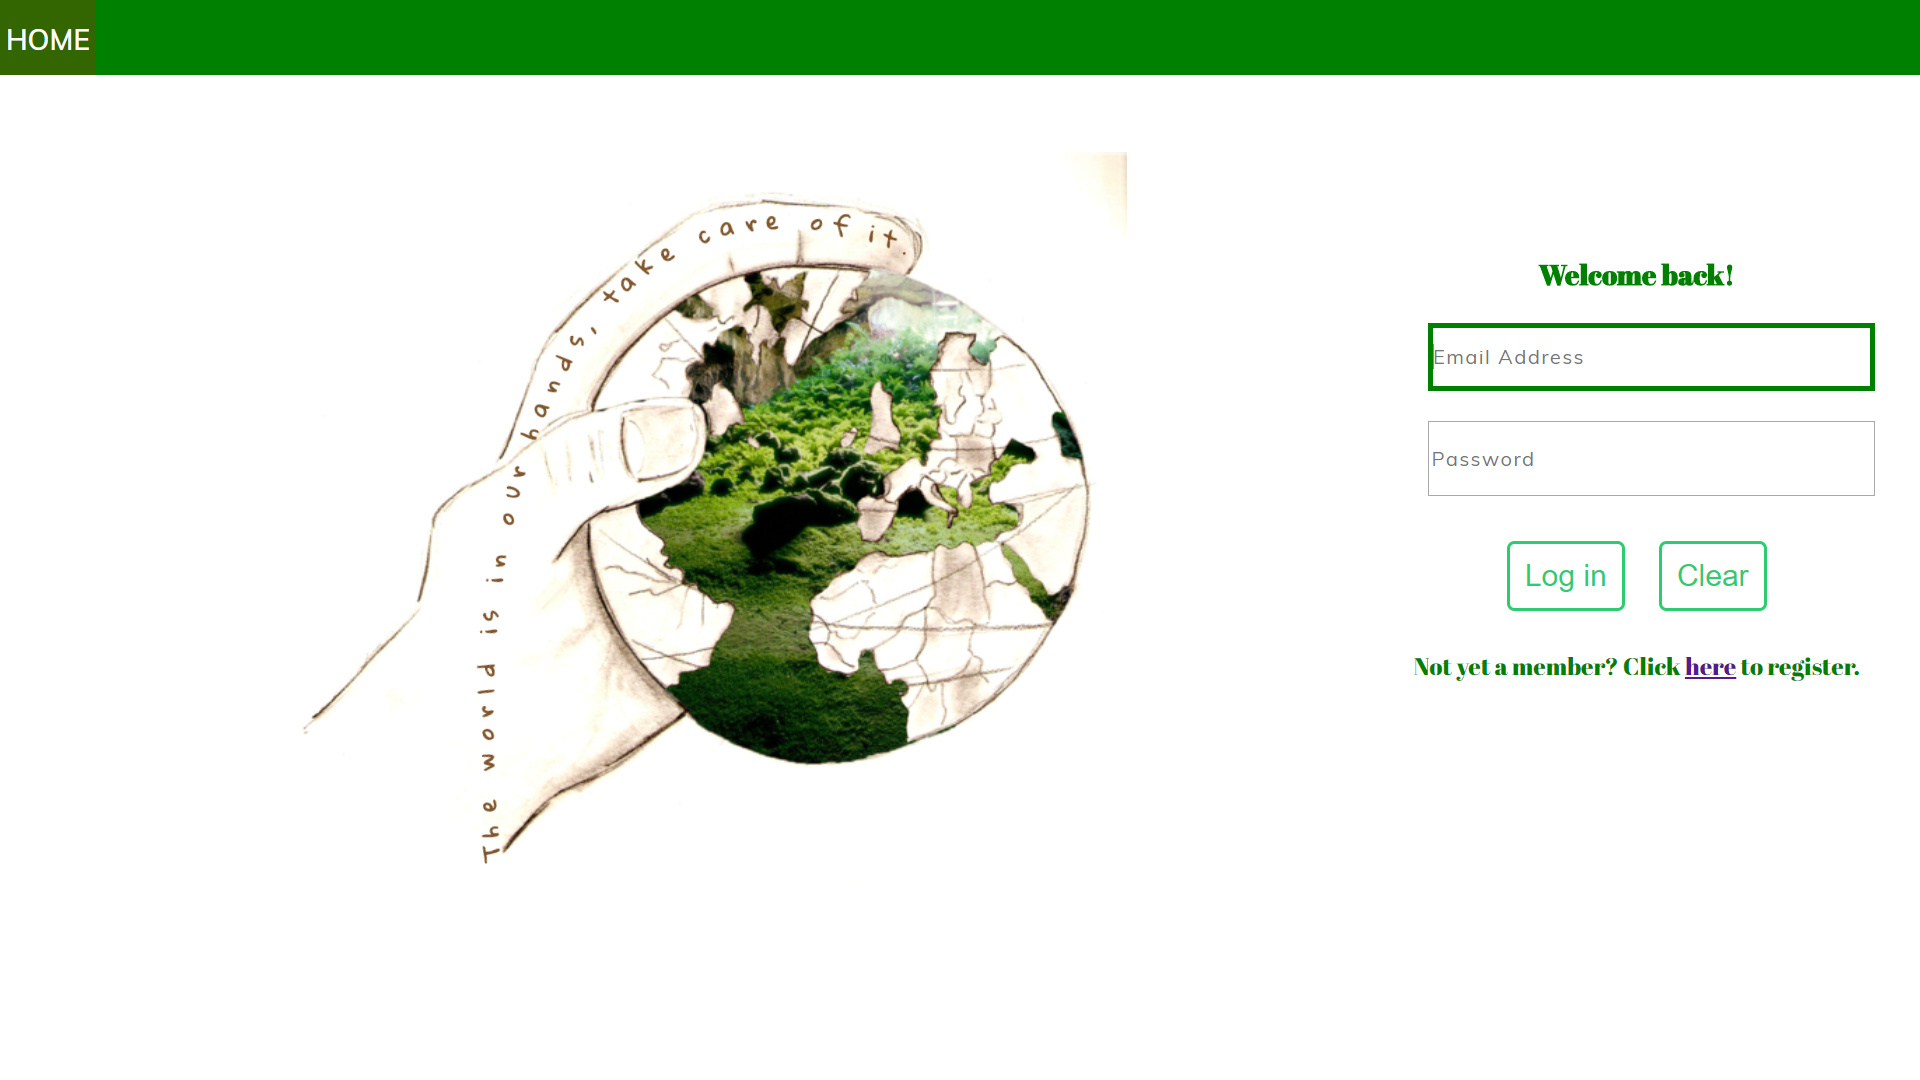 HOME
The world is in our hands, take care of it.
Welcome back!
Email Address
Password
Log in Clear
Not yet a member? Click here to register.